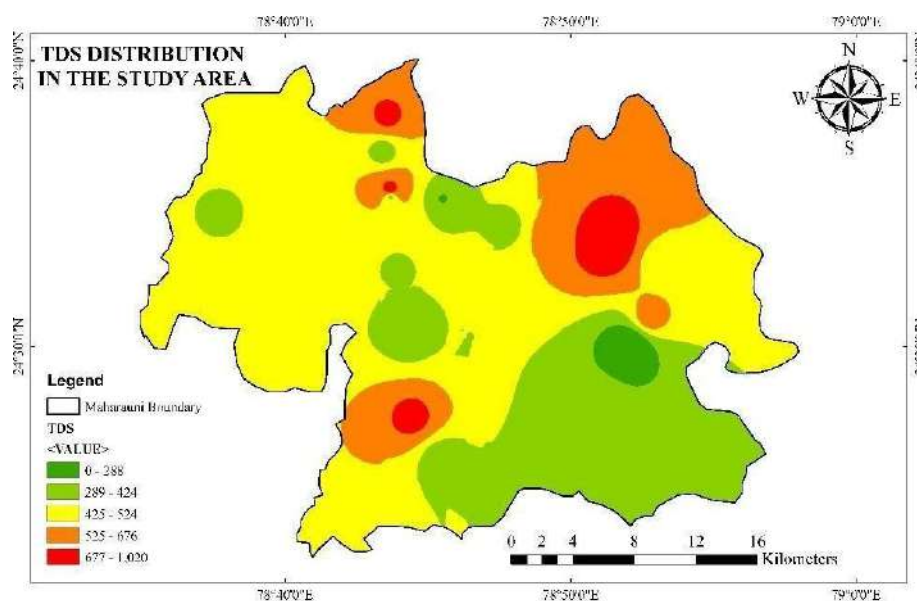 78°40'0"E
78°50'0"E
79°0'0"E
TDS DISTRIBUTION
IN THE STUDY AREA
24°40'0"N
N
W
E
S
24°30'0"N
Legend
Maharauni Boundary
TDS
<VALUE>
0 - 288
289 - 424
425 - 524
525 - 676
677 - 1,020
0 1 2 4 8 12 16
Kilometers
78°40'0"E
78°50'0"E
79°0'0"E